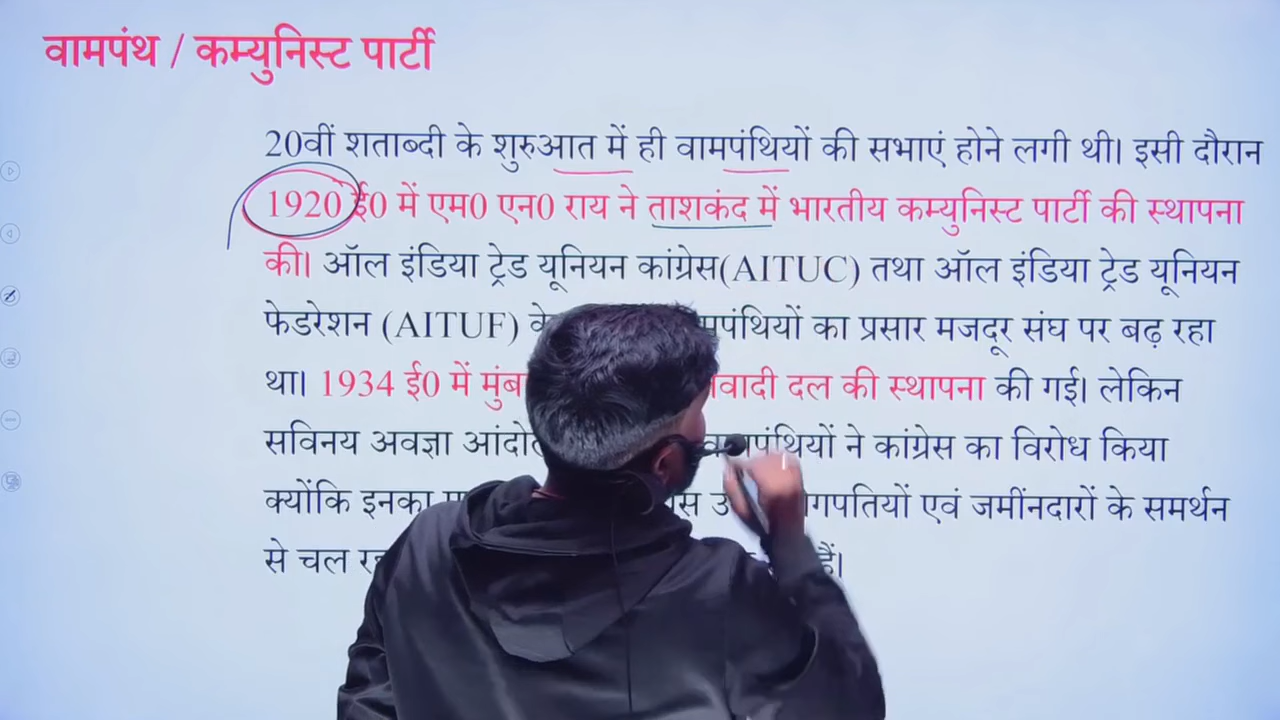 वामपंथ / कम्युनिस्ट पार्टी
20वीं शताब्दी के शुरुआत में ही वामपंथियों की सभाएं होने लगी थी। इसी दौरान
1920 ई0 में एम0 एन0 राय ने ताशकंद में भारतीय कम्युनिस्ट पार्टी की स्थापना
की। ऑल इंडिया ट्रेड यूनियन कांग्रेस(AITUC) तथा ऑल इंडिया ट्रेड यूनियन
फेडरेशन (AITUF) का प्रसार मजदूर संघ पर बढ़ रहा
था। 1934 ई0 में दल की स्थापना की गई। लेकिन
सविनय अवज्ञा ने कांग्रेस का विरोध किया
क्योंकि इनका एवं जमींनदारों के समर्थन
से चल